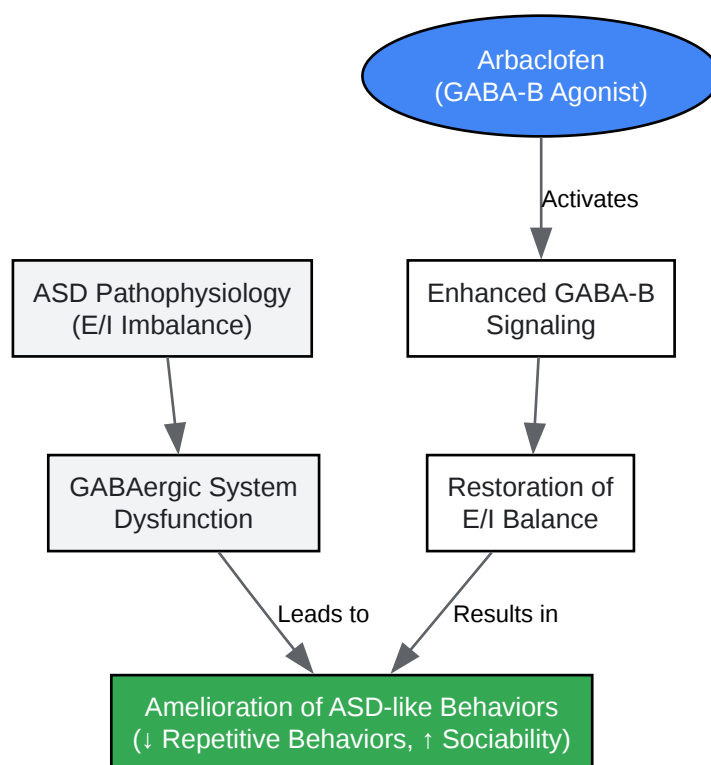 Arbaclofen
(GABA-B Agonist)
Activates
ASD Pathophysiology
(E/I Imbalance)
Enhanced GABA-B
Signaling
GABAergic System
Dysfunction
Restoration of
E/I Balance
Leads to
Results in
Amelioration of ASD-like Behaviors
(↓ Repetitive Behaviors, ↑ Sociability)